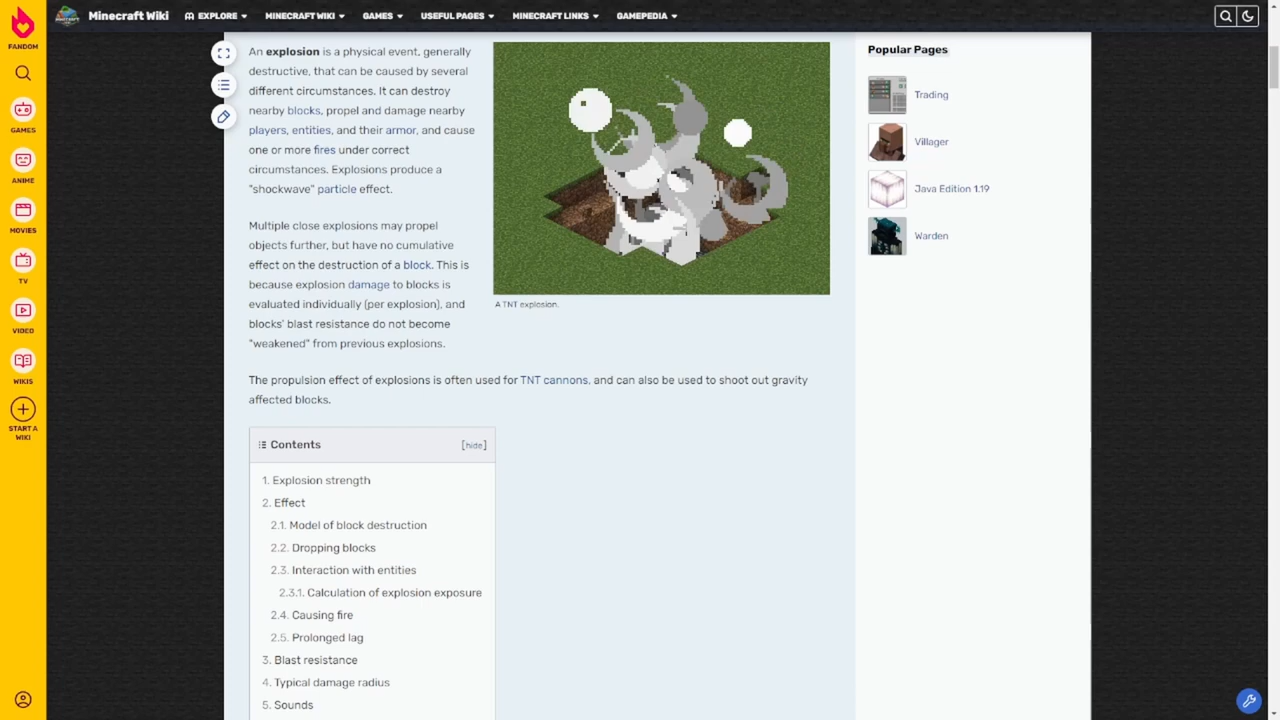 Minecraft Wiki
EXPLORE
MINECRAFT WIKI
GAMES
USEFUL PAGES
MINECRAFT LINKS
GAMEPEDIA
FANDOM
GAMES
ANIME
MOVIES
TV
VIDEO
WIKIS
START A
WIKI
An explosion is a physical event, generally
destructive, that can be caused by several
different circumstances. It can destroy
nearby blocks, propel and damage nearby
players, entities, and their armor, and cause
one or more fires under correct
circumstances. Explosions produce a
"shockwave" particle effect.
Multiple close explosions may propel
objects further, but have no cumulative
effect on the destruction of a block. This is
because explosion damage to blocks is
evaluated individually (per explosion), and
blocks' blast resistance do not become
"weakened" from previous explosions.
A TNT explosion.
The propulsion effect of explosions is often used for TNT cannons, and can also be used to shoot out gravity
affected blocks.
Contents [hide]
1. Explosion strength
2. Effect
2.1. Model of block destruction
2.2. Dropping blocks
2.3. Interaction with entities
2.3.1. Calculation of explosion exposure
2.4. Causing fire
2.5. Prolonged lag
3. Blast resistance
4. Typical damage radius
5. Sounds
Popular Pages
Trading
Villager
Java Edition 1.19
Warden